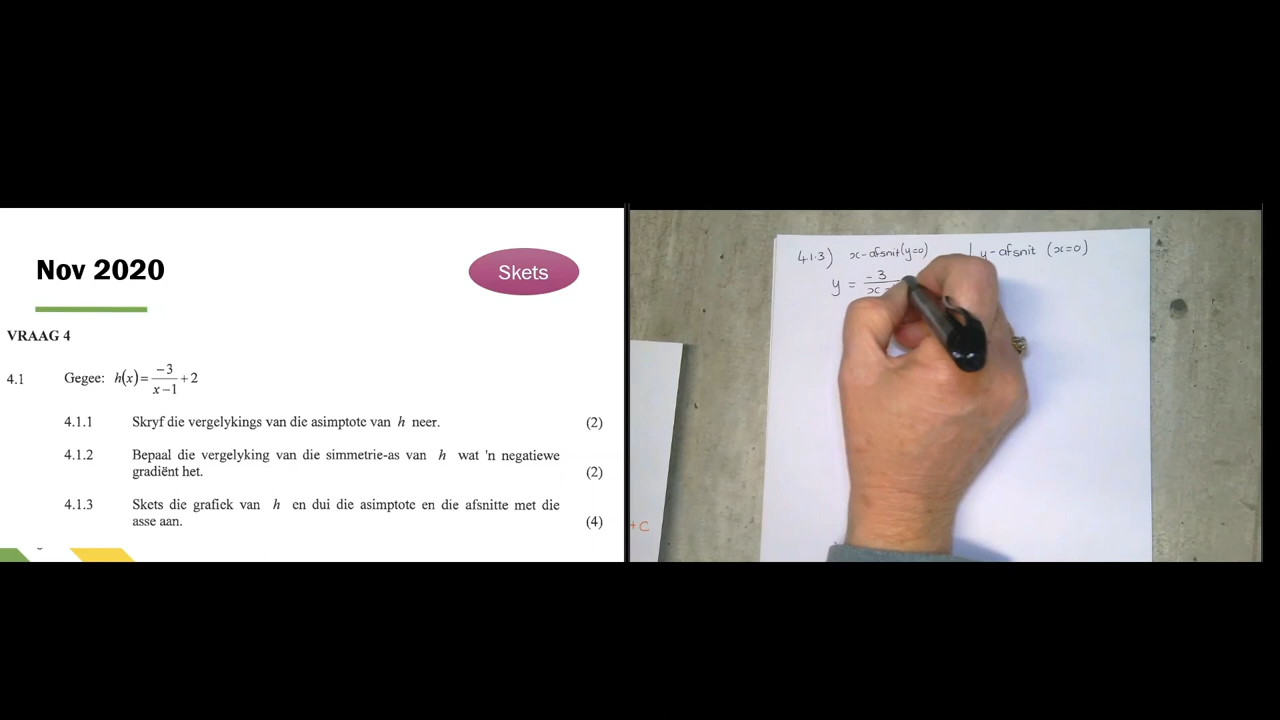 Nov 2020
Skets
VRAAG 4
4.1 Gegee: h(x) = \frac{-3}{x-1} + 2
4.1.1 Skryf die vergelykings van die asimptote van h neer. (2)
4.1.2 Bepaal die vergelyking van die simmetrie-as van h wat 'n negatiewe
gradiënt het. (2)
4.1.3 Skets die grafiek van h en dui die asimptote en die afsnitte met die
asse aan. (4)
4.1.3) x-afsnit (y=0) | y-afsnit (x=0)
y = \frac{-3}{x-
+c